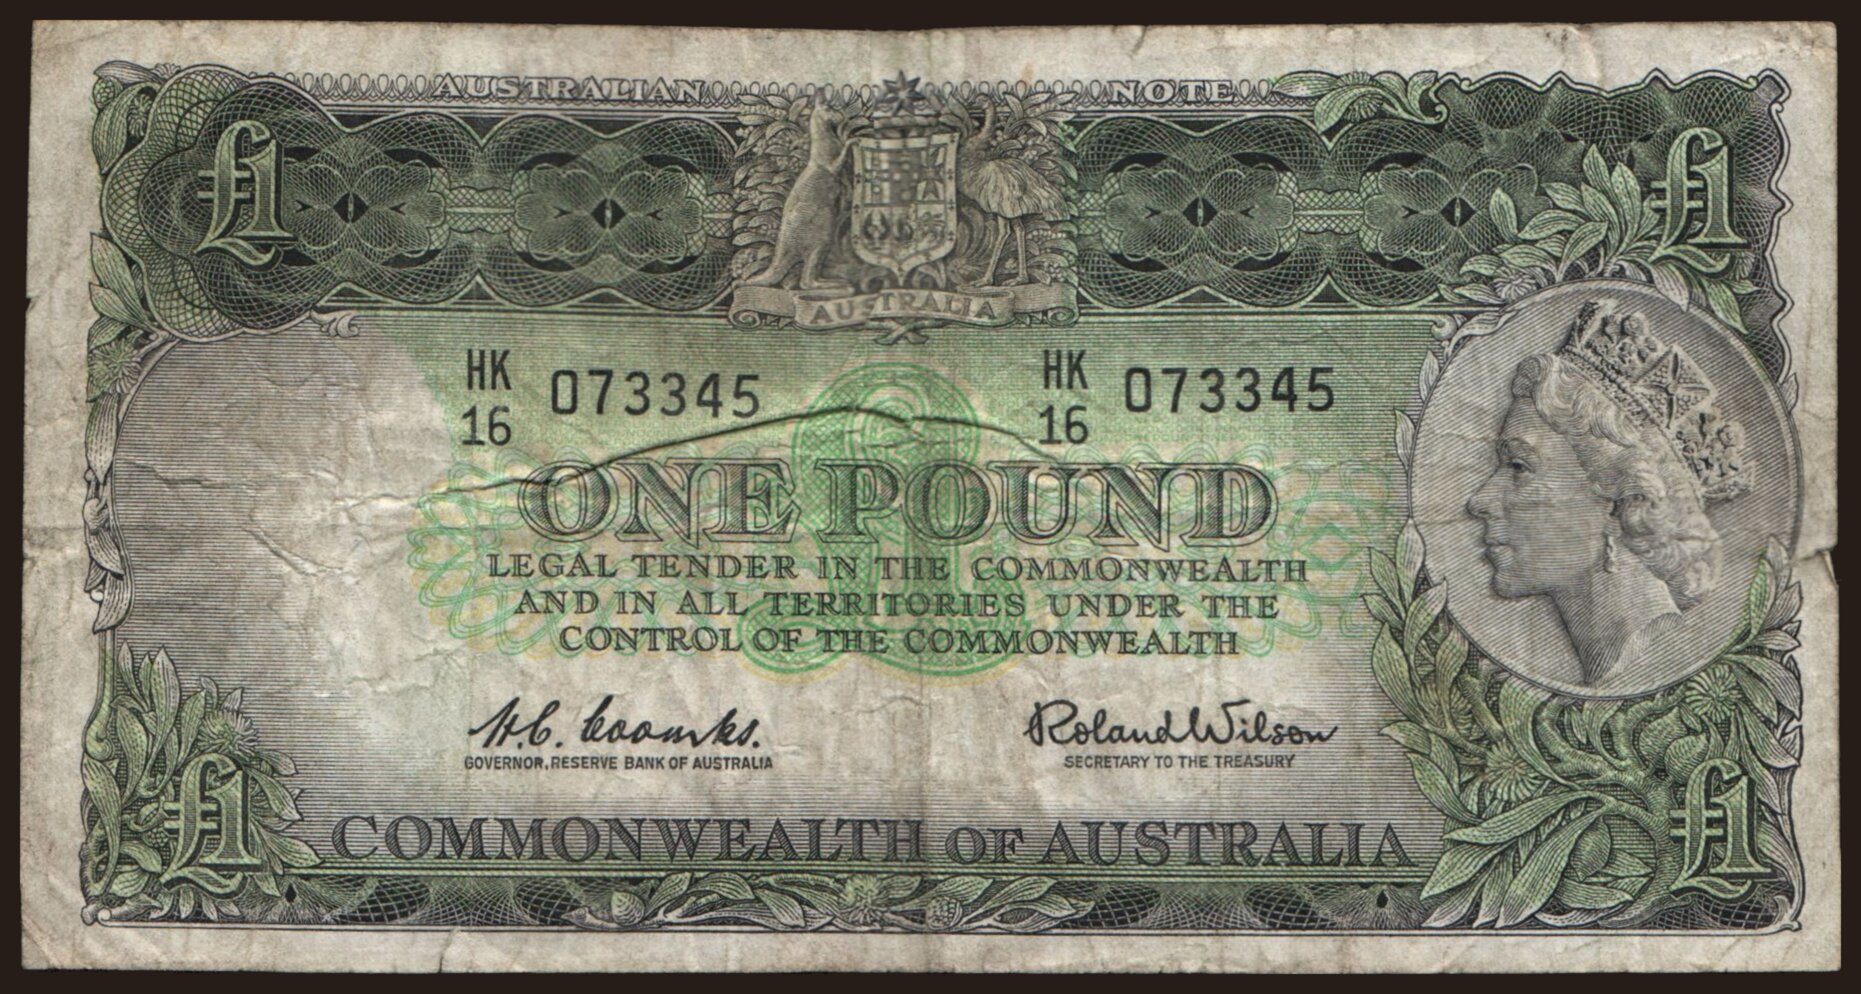 AUSTRALIAN NOTE
£1 £1
AUSTRALIA
HK 16 073345 HK 16 073345
ONE POUND
LEGAL TENDER IN THE COMMONWEALTH
AND IN ALL TERRITORIES UNDER THE
CONTROL OF THE COMMONWEALTH
H.C. Coombs. Roland Wilson
GOVERNOR, RESERVE BANK OF AUSTRALIA SECRETARY TO THE TREASURY
£1 £1
COMMONWEALTH OF AUSTRALIA